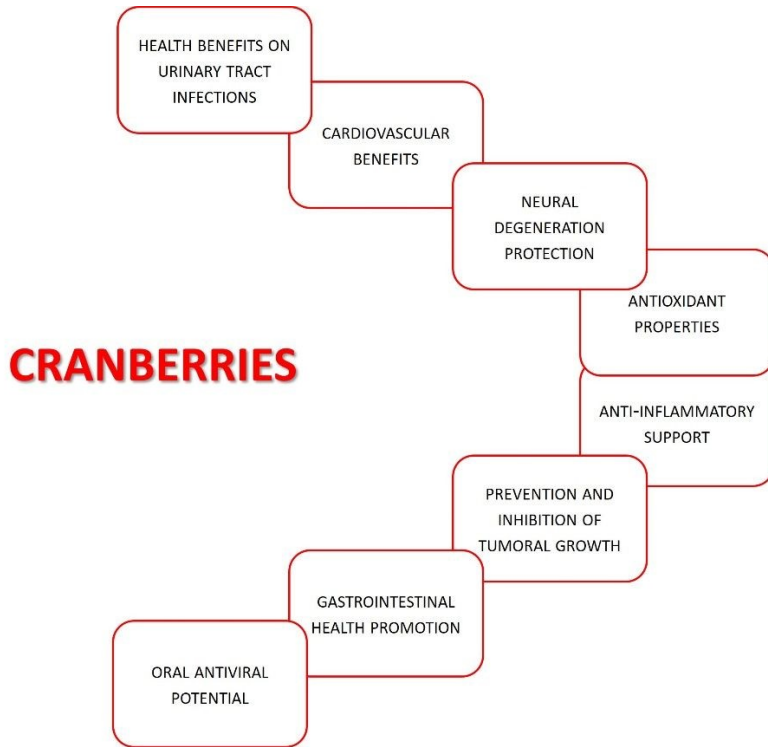 HEALTH BENEFITS ON
URINARY TRACT
INFECTIONS
CARDIOVASCULAR
BENEFITS
NEURAL
DEGENERATION
PROTECTION
ANTIOXIDANT
PROPERTIES
CRANBERRIES
ANTI-INFLAMMATORY
SUPPORT
PREVENTION AND
INHIBITION OF
TUMORAL GROWTH
GASTROINTESTINAL
HEALTH PROMOTION
ORAL ANTIVIRAL
POTENTIAL